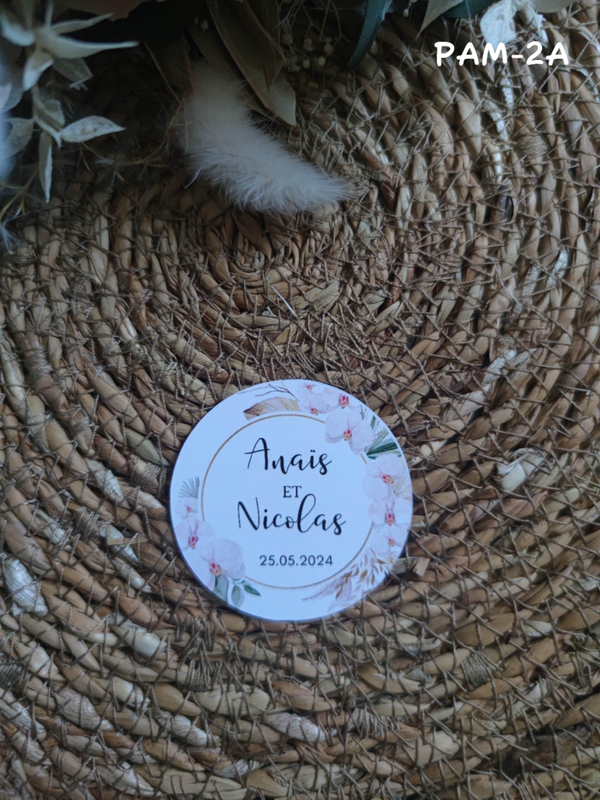 PAM-2A
Anaïs
ET
Nicolas
25.05.2024